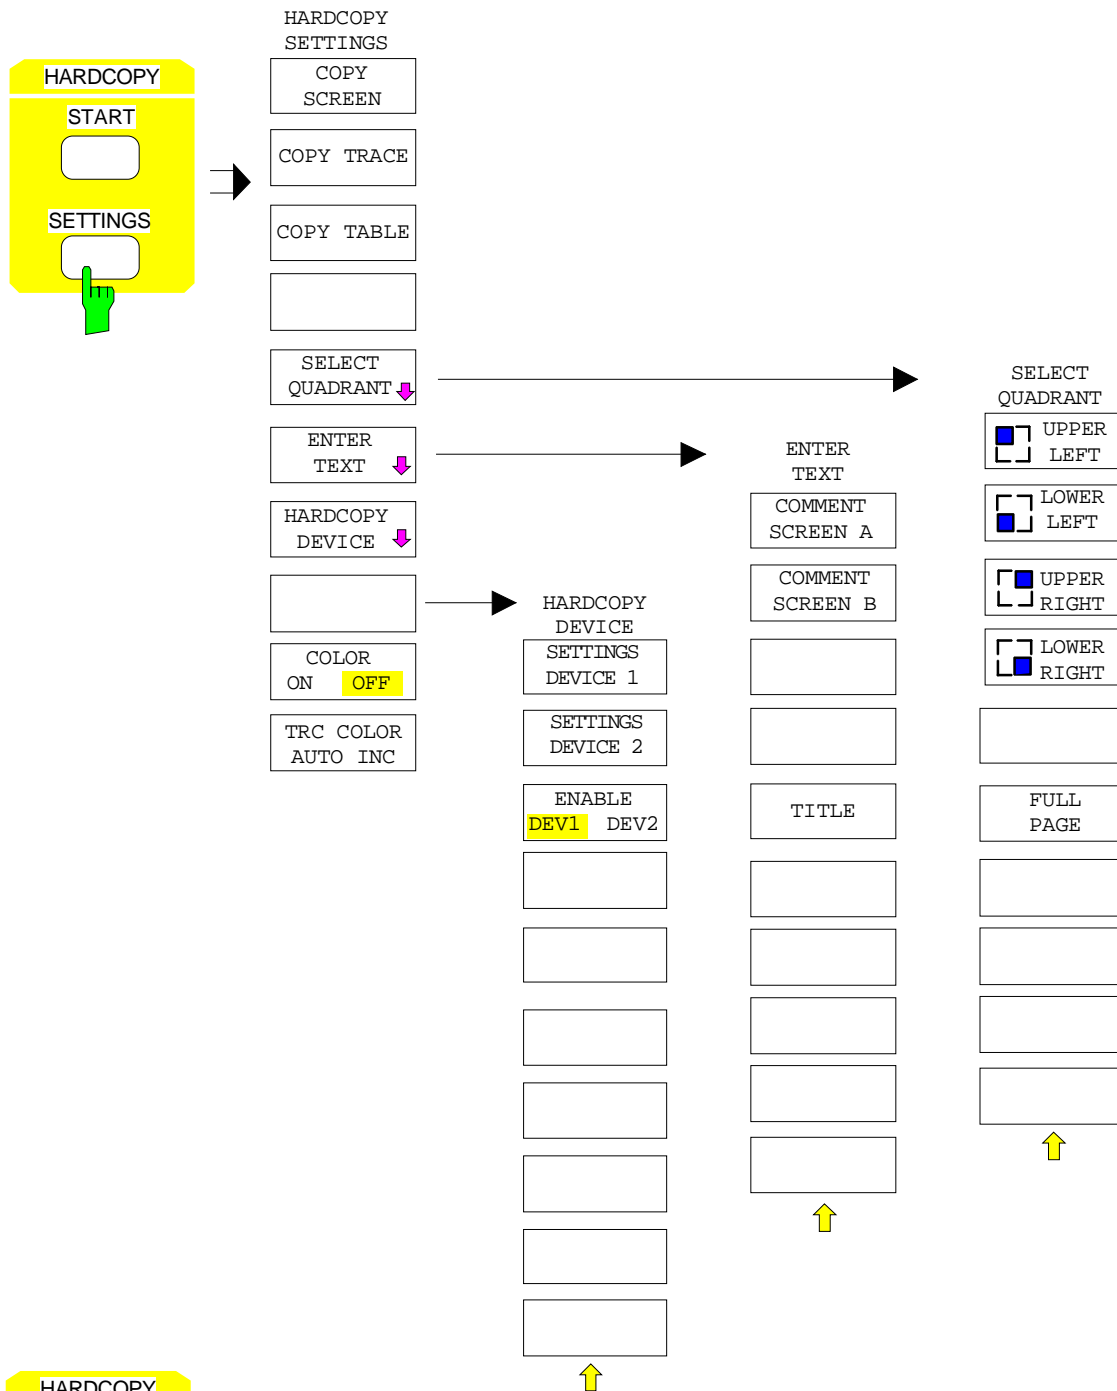 HARDCOPY
START
SETTINGS
HARDCOPY
SETTINGS
COPY
SCREEN
COPY TRACE
COPY TABLE
SELECT
QUADRANT
ENTER
TEXT
HARDCOPY
DEVICE
COLOR
ON OFF
TRC COLOR
AUTO INC
HARDCOPY
DEVICE
SETTINGS
DEVICE 1
SETTINGS
DEVICE 2
ENABLE
DEV1 DEV2
ENTER
TEXT
COMMENT
SCREEN A
COMMENT
SCREEN B
TITLE
SELECT
QUADRANT
UPPER
LEFT
LOWER
LEFT
UPPER
RIGHT
LOWER
RIGHT
FULL
PAGE
HARDCOPY